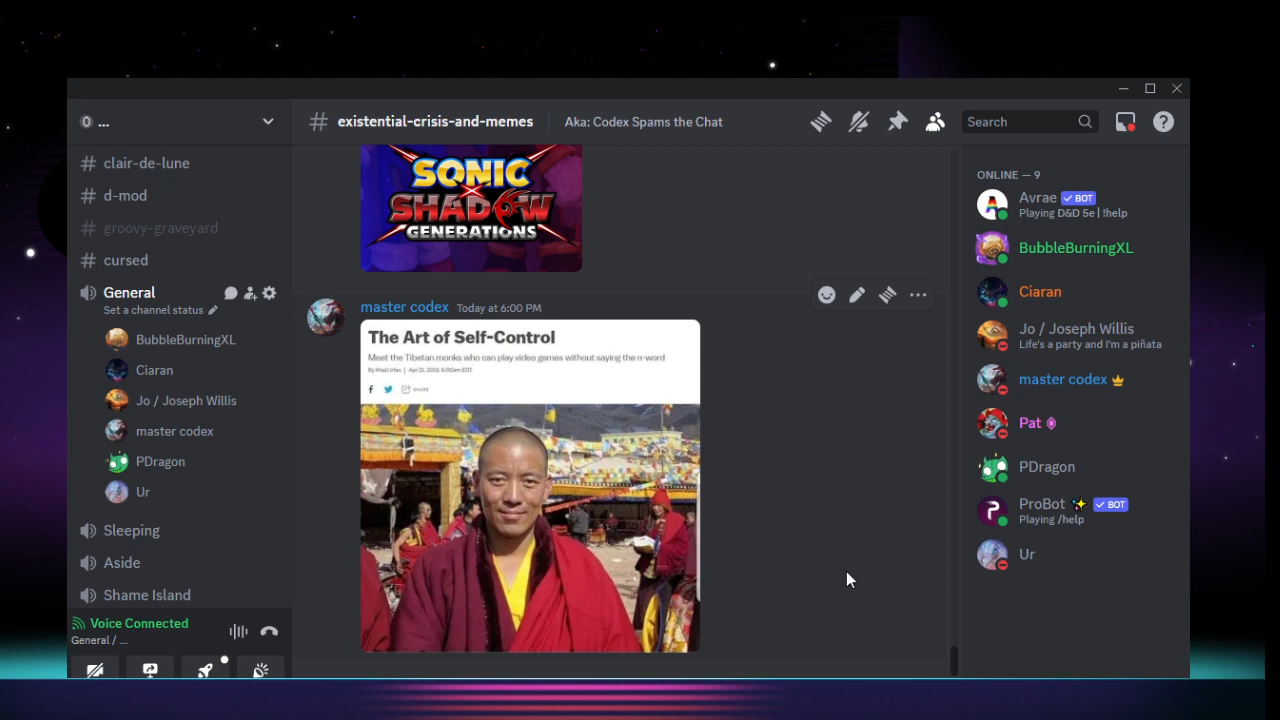 ...
# existential-crisis-and-memes
Aka: Codex Spams the Chat
Search
# clair-de-lune
# d-mod
# groovy-graveyard
# cursed
General
Set a channel status
BubbleBurningXL
Ciaran
Jo / Joseph Willis
master codex
PDragon
Ur
Sleeping
Aside
Shame Island
Voice Connected
General / ...
SONIC
X
SHADOW
GENERATIONS
master codex Today at 6:00 PM
The Art of Self-Control
Meet the Tibetan monks who can play video games without saying the n-word
SHARE
ONLINE — 9
Avrae BOT
Playing D&D 5e | !help
BubbleBurningXL
Ciaran
Jo / Joseph Willis
Life's a party and I'm a piñata
master codex
Pat
PDragon
ProBot BOT
Playing /help
Ur